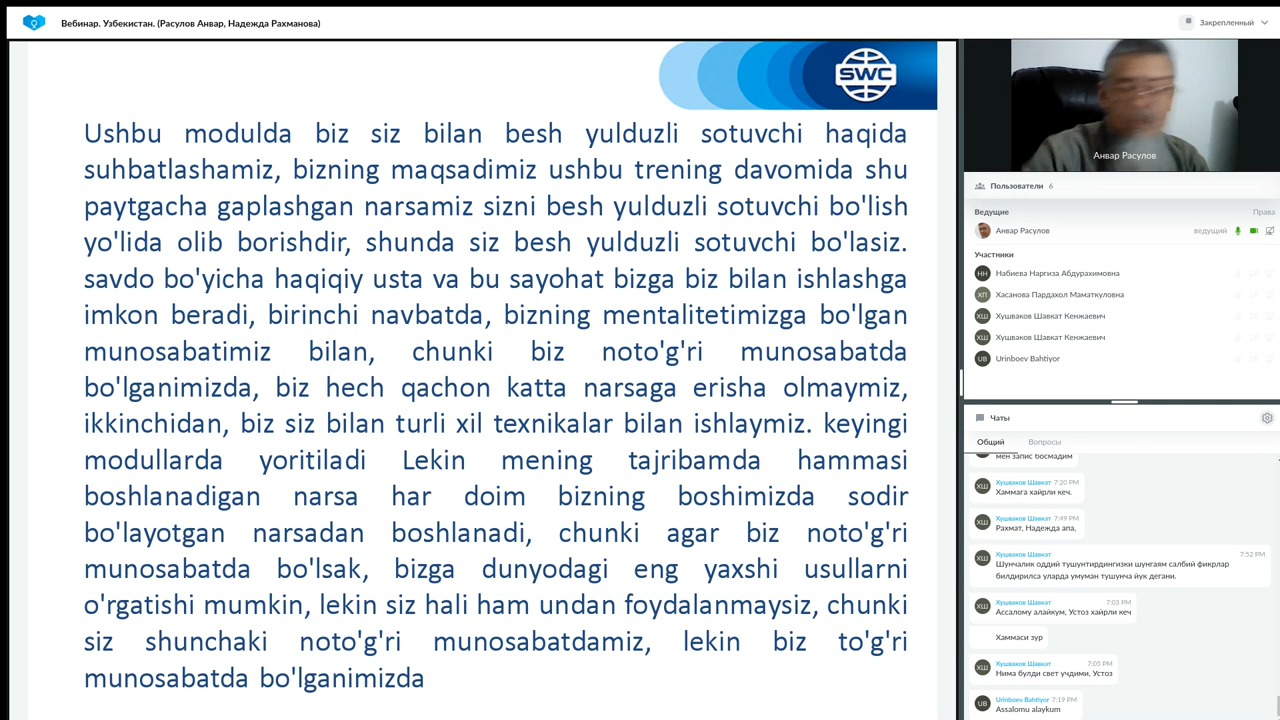 Вебинар. Узбекистан. (Расулов Анвар, Надежда Рахманова)
Закрепленный
SWC
Ushbu modulda biz siz bilan besh yulduzli sotuvchi haqida
suhbatlashamiz, bizning maqsadimiz ushbu trening davomida shu
paytgacha gaplashgan narsamiz sizni besh yulduzli sotuvchi bo'lish
yo'lida olib borishdir, shunda siz besh yulduzli sotuvchi bo'lasiz.
savdo bo'yicha haqiqiy usta va bu sayohat bizga biz bilan ishlashga
imkon beradi, birinchi navbatda, bizning mentalitetimizga bo'lgan
munosabatimiz bilan, chunki biz noto'g'ri munosabatda
bo'lganimizda, biz hech qachon katta narsaga erisha olmaymiz,
ikkinchidan, biz siz bilan turli xil texnikalar bilan ishlaymiz. keyingi
modullarda yoritiladi Lekin mening tajribamda hammasi
boshlanadigan narsa har doim bizning boshimizda sodir
bo'layotgan narsadan boshlanadi, chunki agar biz noto'g'ri
munosabatda bo'lsak, bizga dunyodagi eng yaxshi usullarni
o'rgatishi mumkin, lekin siz hali ham undan foydalanmaysiz, chunki
siz shunchaki noto'g'ri munosabatdamiz, lekin biz to'g'ri
munosabatda bo'lganimizda
Анвар Расулов
Пользователи 6
Ведущие Права
Анвар Расулов ведущий
Участники
НН Набиева Наргиза Абдурахимовна
ХП Хасанова Пардахол Маматкуловна
ХШ Хушваков Шавкат Кенжаевич
ХШ Хушваков Шавкат Кенжаевич
UB Urinboev Bahtiyor
Чаты
Общий Вопросы
мен запис босмадим
ХШ Хушваков Шавкат 7:20 PM
Хаммага хайрли кеч.
ХШ Хушваков Шавкат 7:49 PM
Рахмат, Надежда апа,
ХШ Хушваков Шавкат 7:52 PM
Шунчалик оддий тушунтирдингизки шунгаям салбий фикрлар
билдирилса уларда умуман тушунча йук дегани.
ХШ Хушваков Шавкат 7:03 PM
Ассалому алайкум, Устоз хайрли кеч
Хаммаси зур
ХШ Хушваков Шавкат 7:05 PM
Нима булди свет учдими, Устоз
UB Urinboev Bahtiyor 7:19 PM
Assalomu alaykum